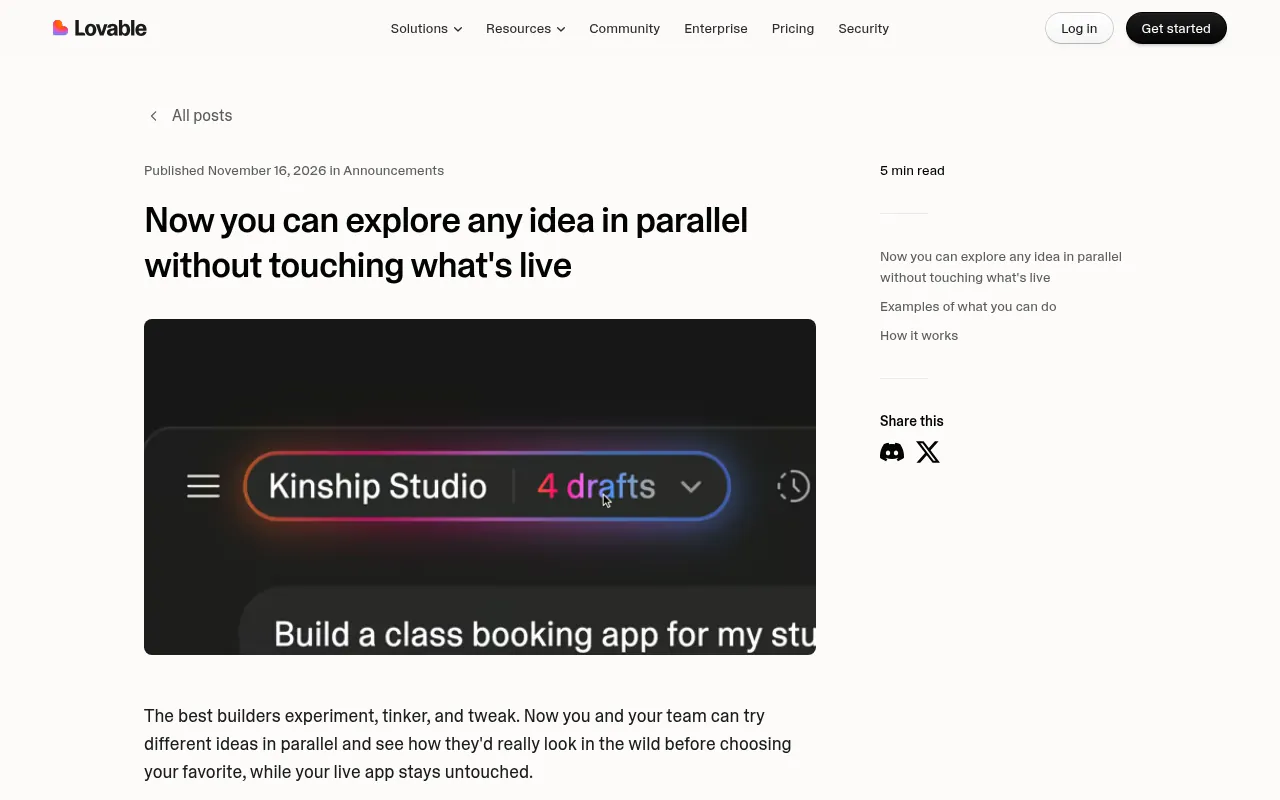 Lovable
Solutions
Resources
Community
Enterprise
Pricing
Security
Log in
Get started
All posts
Published November 16, 2026 in Announcements
Now you can explore any idea in parallel
without touching what's live
Kinship Studio
4 drafts
Build a class booking app for my stu
The best builders experiment, tinker, and tweak. Now you and your team can try
different ideas in parallel and see how they'd really look in the wild before choosing
your favorite, while your live app stays untouched.
5 min read
Now you can explore any idea in parallel
without touching what's live
Examples of what you can do
How it works
Share this